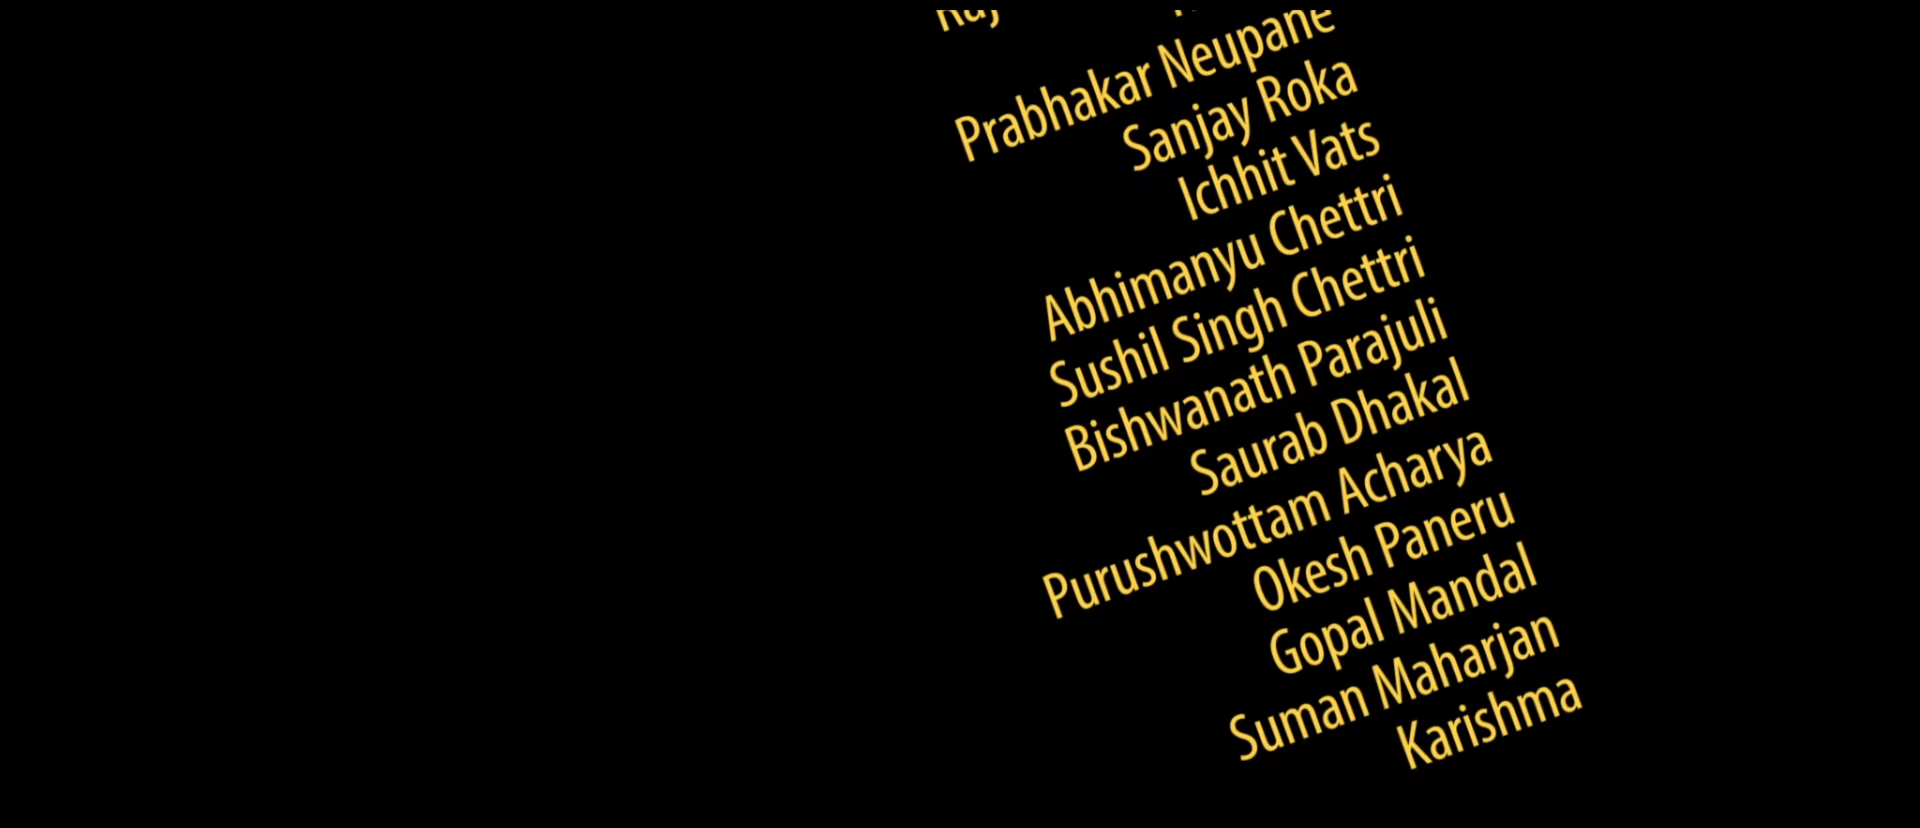 Prabhakar Neupane
Sanjay Roka
Ichhit Vats
Abhimanyu Chettri
Sushil Singh Chettri
Bishwanath Parajuli
Saurab Dhakal
Purushwottam Acharya
Okesh Paneru
Gopal Mandal
Suman Maharjan
Karishma